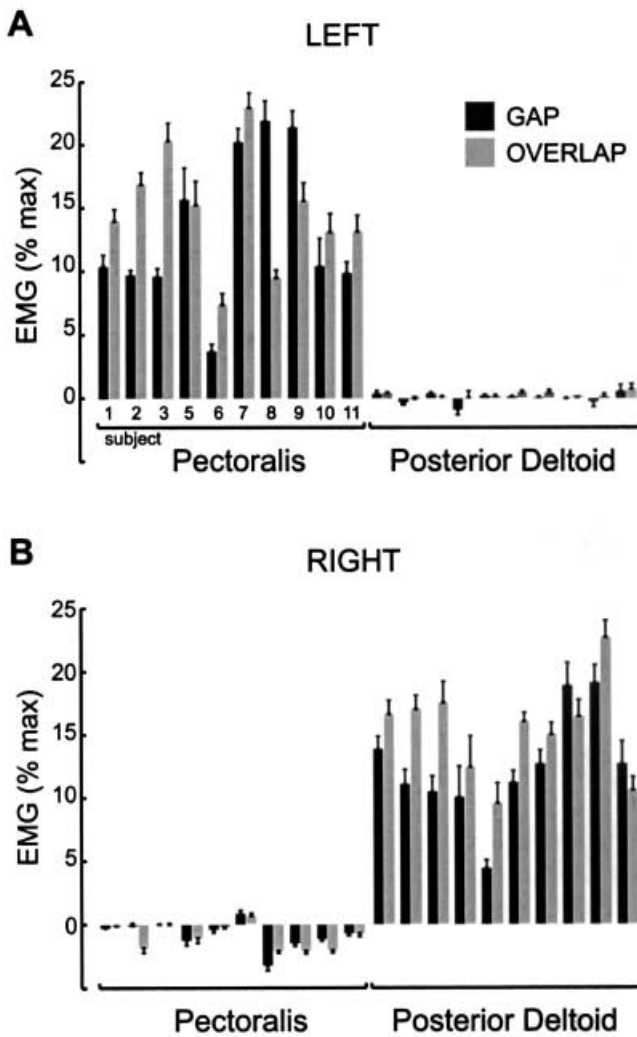 A
LEFT
25
20
15
10
5
0
EMG (% max)
GAP
OVERLAP
1 2 3 5 6 7 8 9 10 11
subject
Pectoralis
Posterior Deltoid
B
RIGHT
25
20
15
10
5
0
EMG (% max)
Pectoralis
Posterior Deltoid